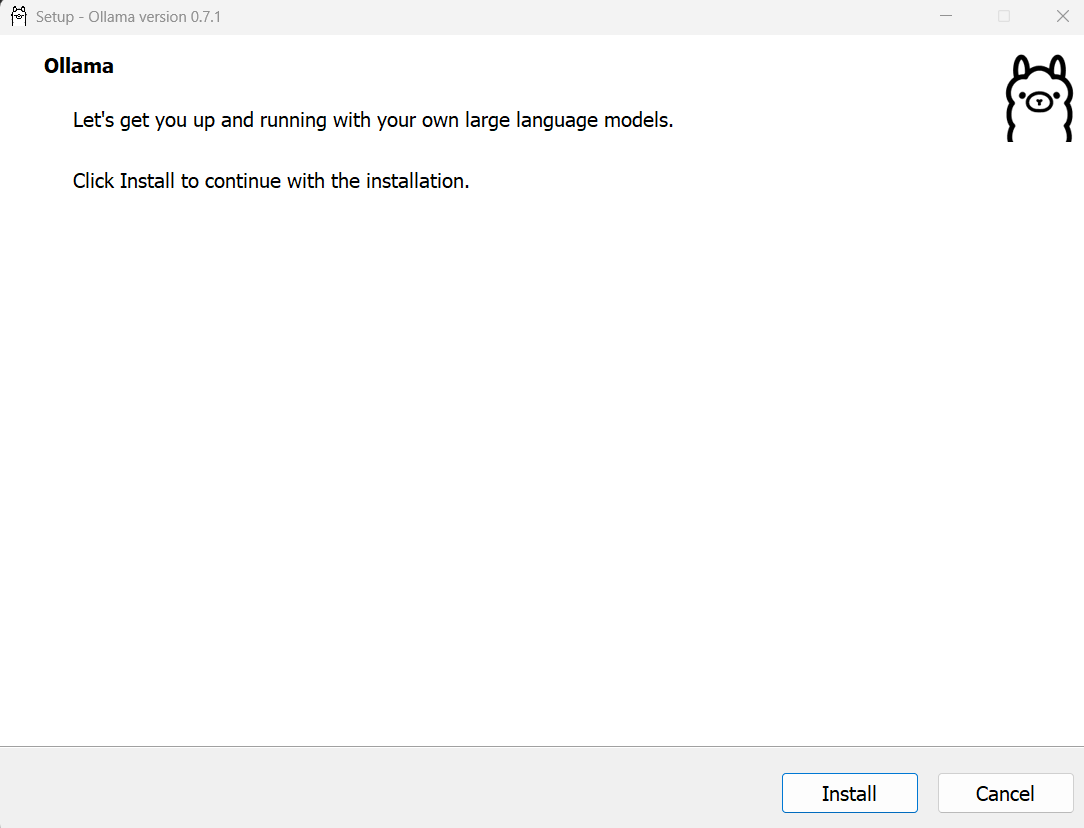 Setup - Ollama version 0.7.1
Ollama
Let's get you up and running with your own large language models.
Click Install to continue with the installation.
Install
Cancel